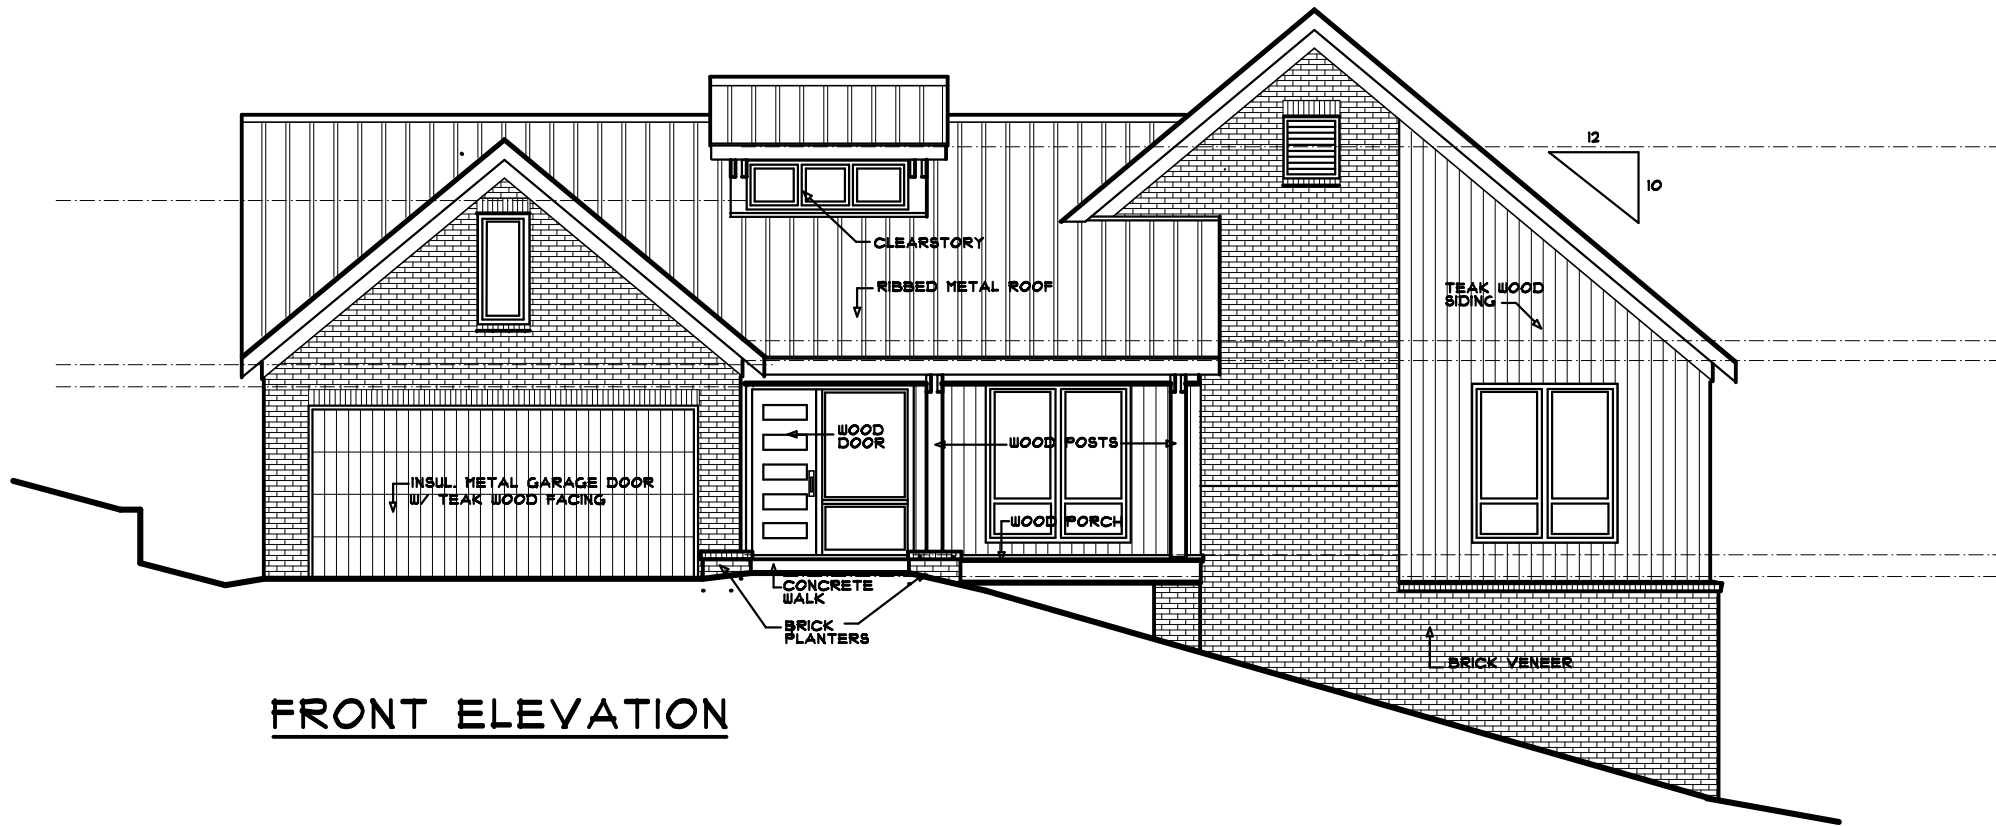 12
10
CLEARSTORY
RIBBED METAL ROOF
TEAK WOOD
SIDING
WOOD
DOOR
WOOD POSTS
INSUL. METAL GARAGE DOOR
W/ TEAK WOOD FACING
WOOD PORCH
CONCRETE
WALK
BRICK
PLANTERS
BRICK VENEER
FRONT ELEVATION